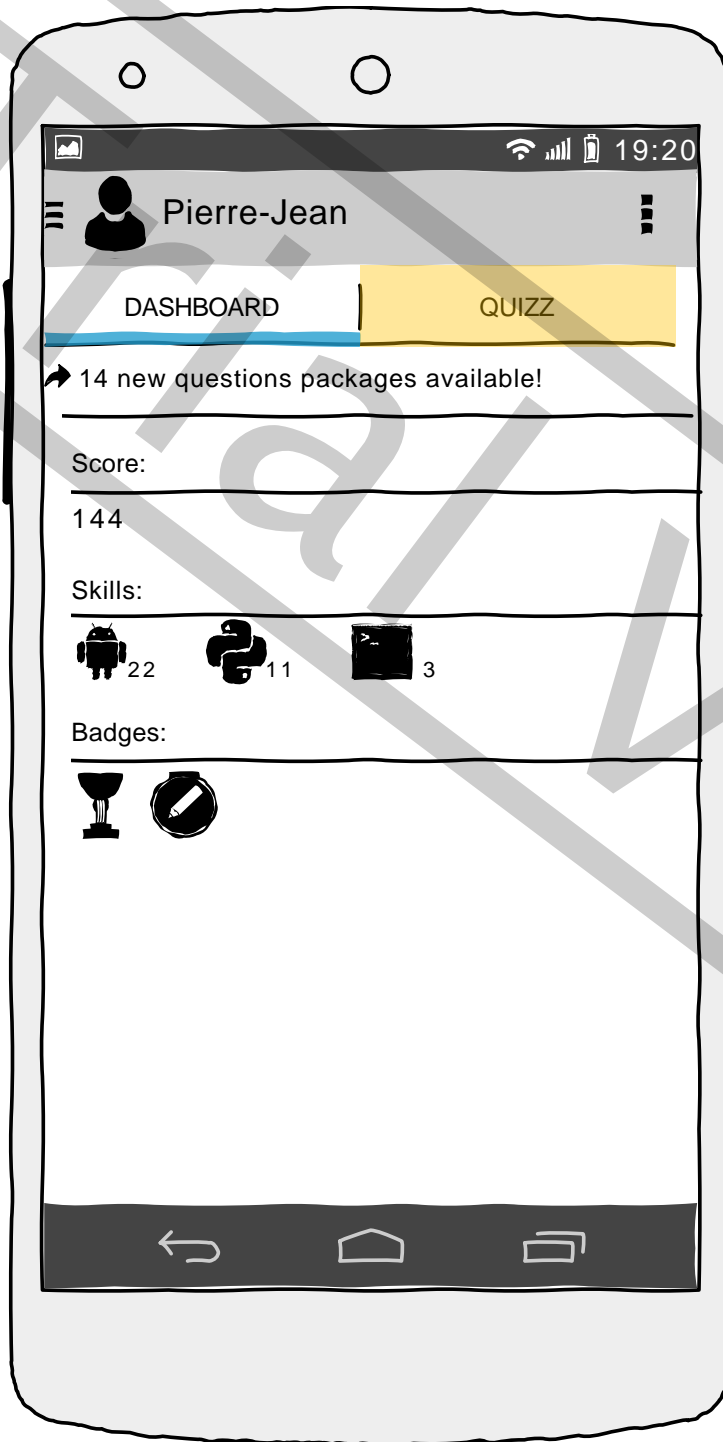 19:20
Pierre-Jean
DASHBOARD
QUIZZ
14 new questions packages available!
Score:
144
Skills:
22
11
>_
3
Badges:
Trial V